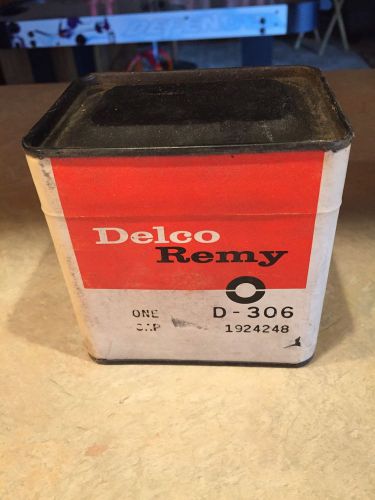 Delco
Remy
ONE D-306
CAP 1924248